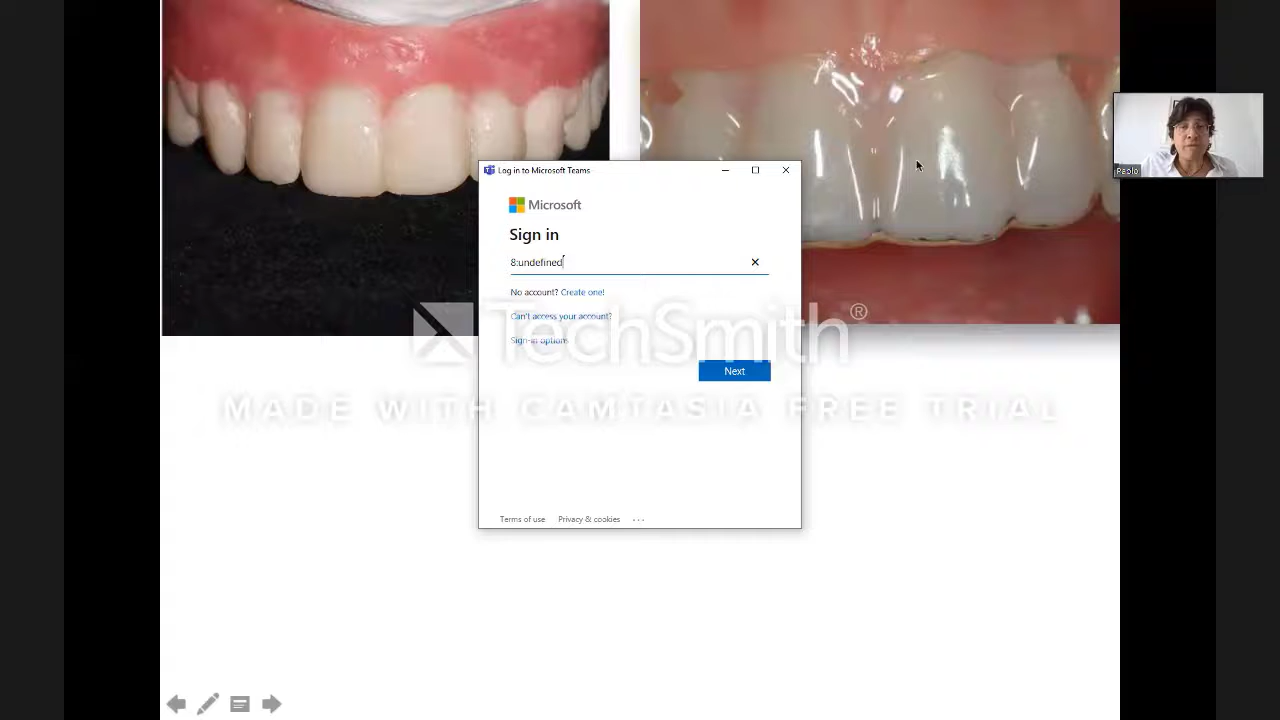 Log in to Microsoft Teams
Microsoft
Sign in
8:undefined
No account? Create one!
Can't access your account?
Sign-in options
Next
Terms of use Privacy & cookies ...
Paolo
TechSmith®
MADE WITH CAMTASIA FREE TRIAL